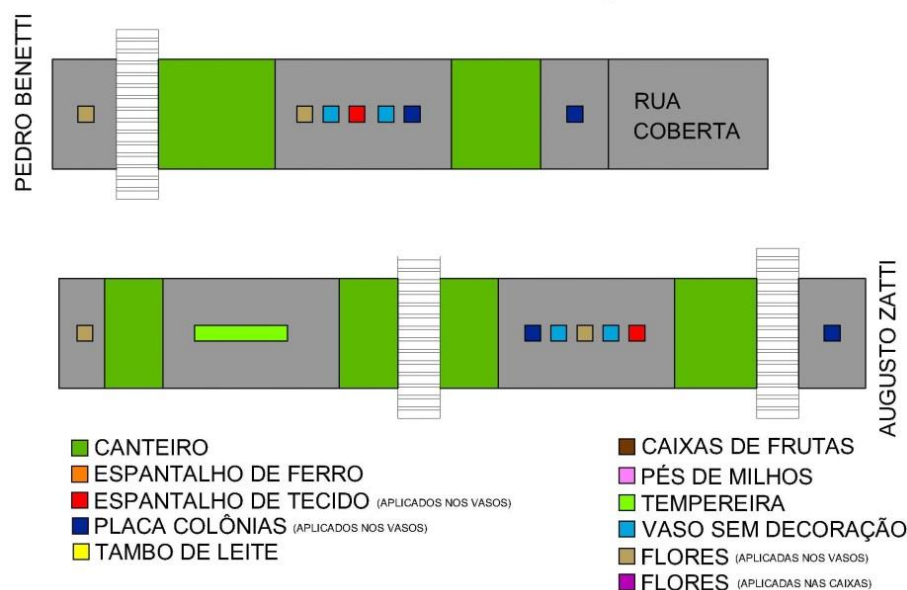 PEDRO BENETTI
RUA
COBERTA
AUGUSTO ZATTI
CANTEIRO
ESPANTALHO DE FERRO
ESPANTALHO DE TECIDO (APLICADOS NOS VASOS)
PLACA COLÔNIAS (APLICADOS NOS VASOS)
TAMBO DE LEITE
CAIXAS DE FRUTAS
PÉS DE MILHOS
TEMPEREIRA
VASO SEM DECORAÇÃO
FLORES (APLICADAS NOS VASOS)
FLORES (APLICADAS NAS CAIXAS)